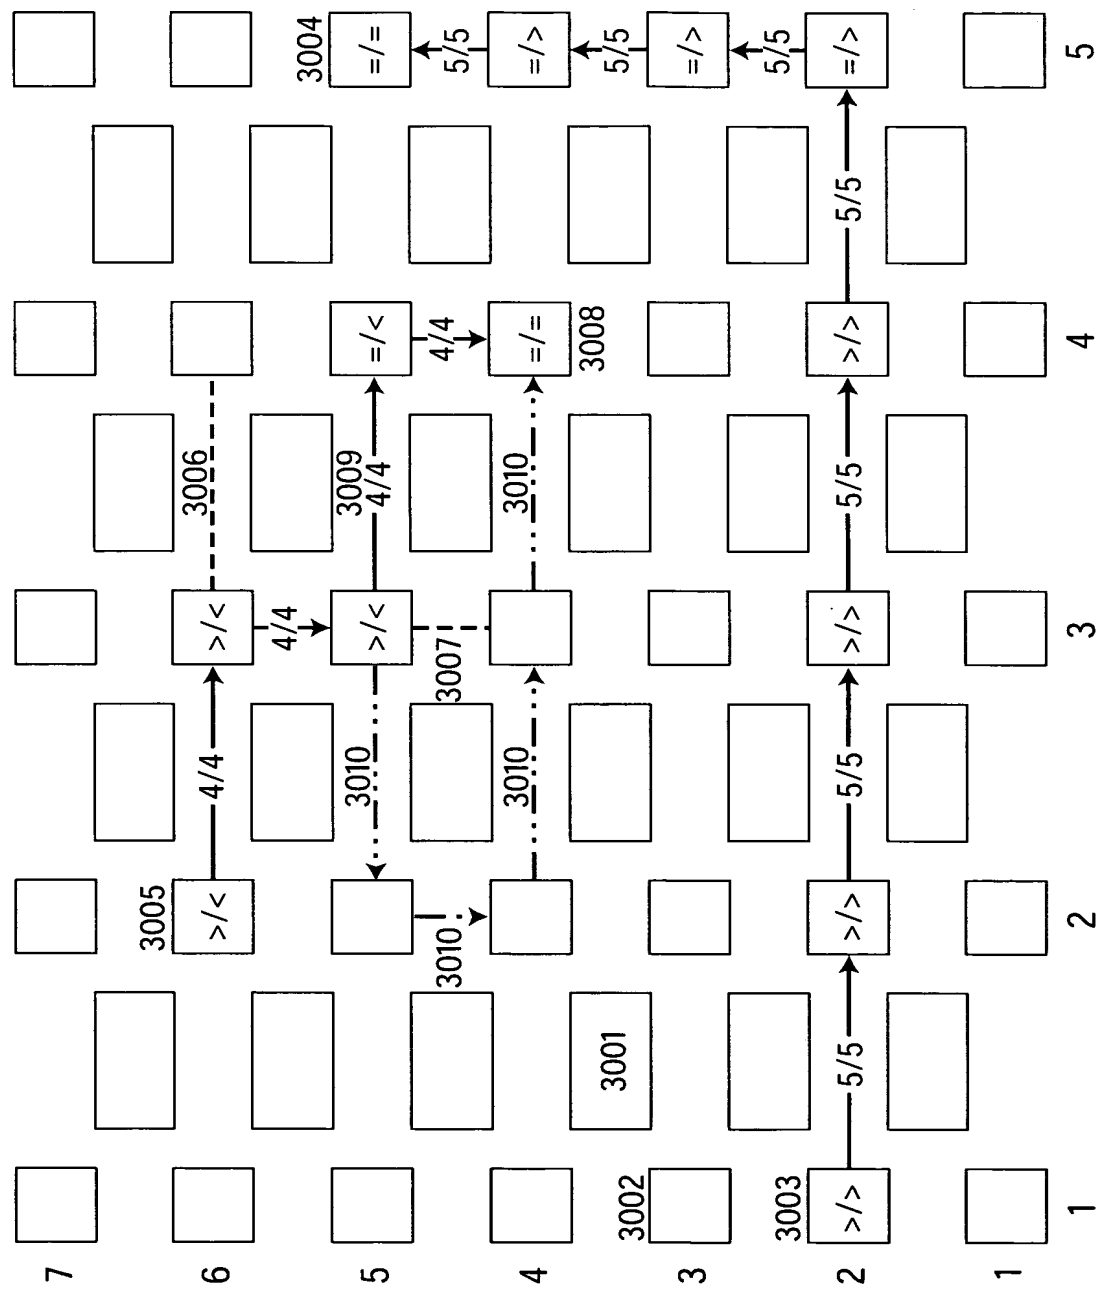 7
3005
3006
6 >/< 4/4 >/<
4/4
3004
3010 3009
5 >/< 4/4 =/< =/=
3010 3007 4/4 5/5
3010 3010
4 =/= =/>
3008
3001 5/5
3002
3 =/>
3003 5/5
2 >/> 5/5 >/> 5/5 >/> 5/5 >/> 5/5 =/>
1
1 2 3 4 5